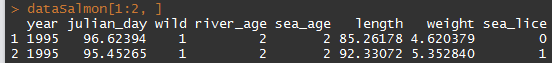 > dataSalmon[1:2, ]
  year julian_day wild river_age sea_age   length   weight sea_lice
1 1995   96.62394    1         2       2 85.26178 4.620379        0
2 1995   95.45265    1         2       2 92.33072 5.352840        1